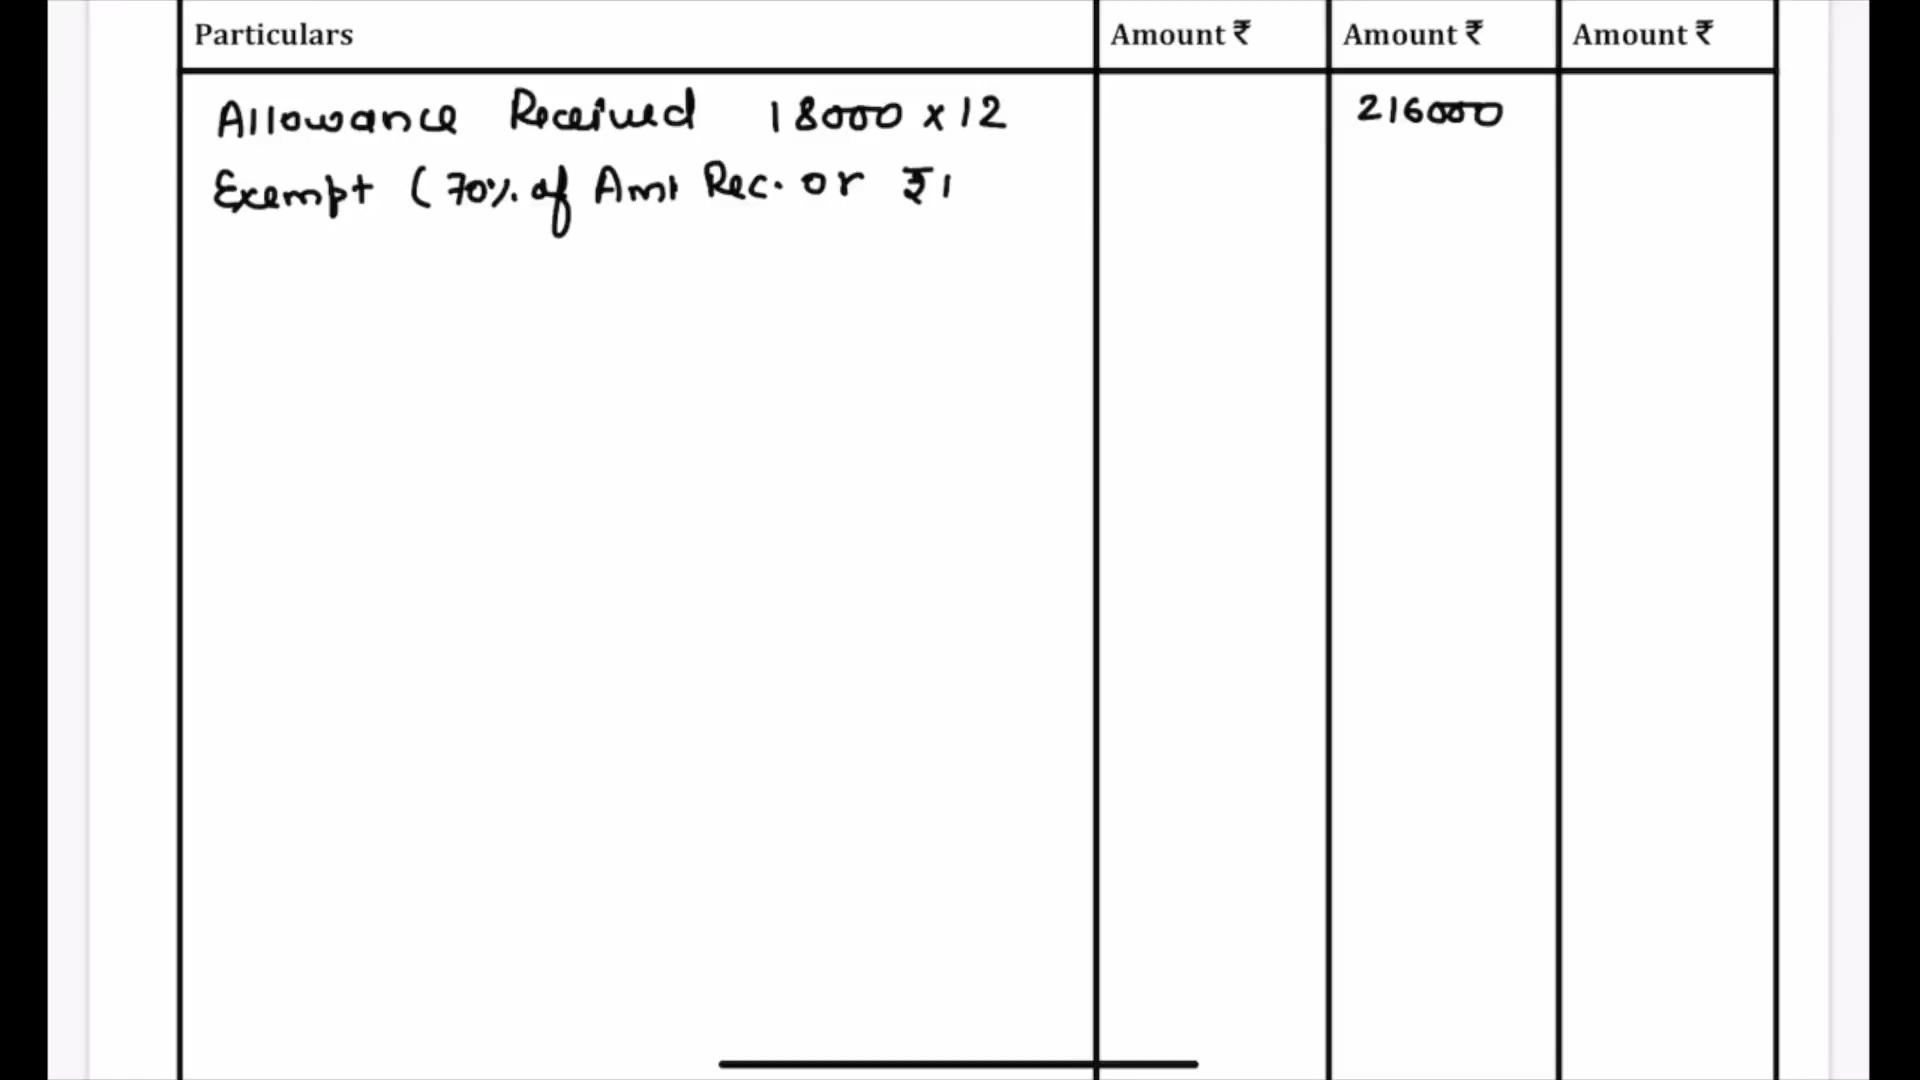 Particulars Amount ₹ Amount ₹ Amount ₹
Allowance Received 18000 x 12 216000
Exempt (70% of Amt Rec. or ₹1